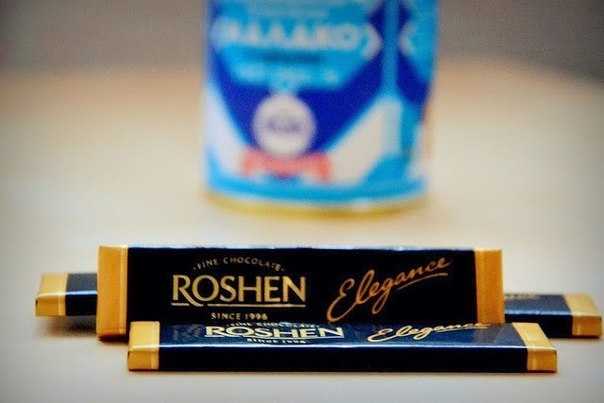 FINE CHOCOLATE
ROSHEN
Elegance
SINCE 1996
FINE CHOCOLATE
ROSHEN
Elegance
SINCE 1996